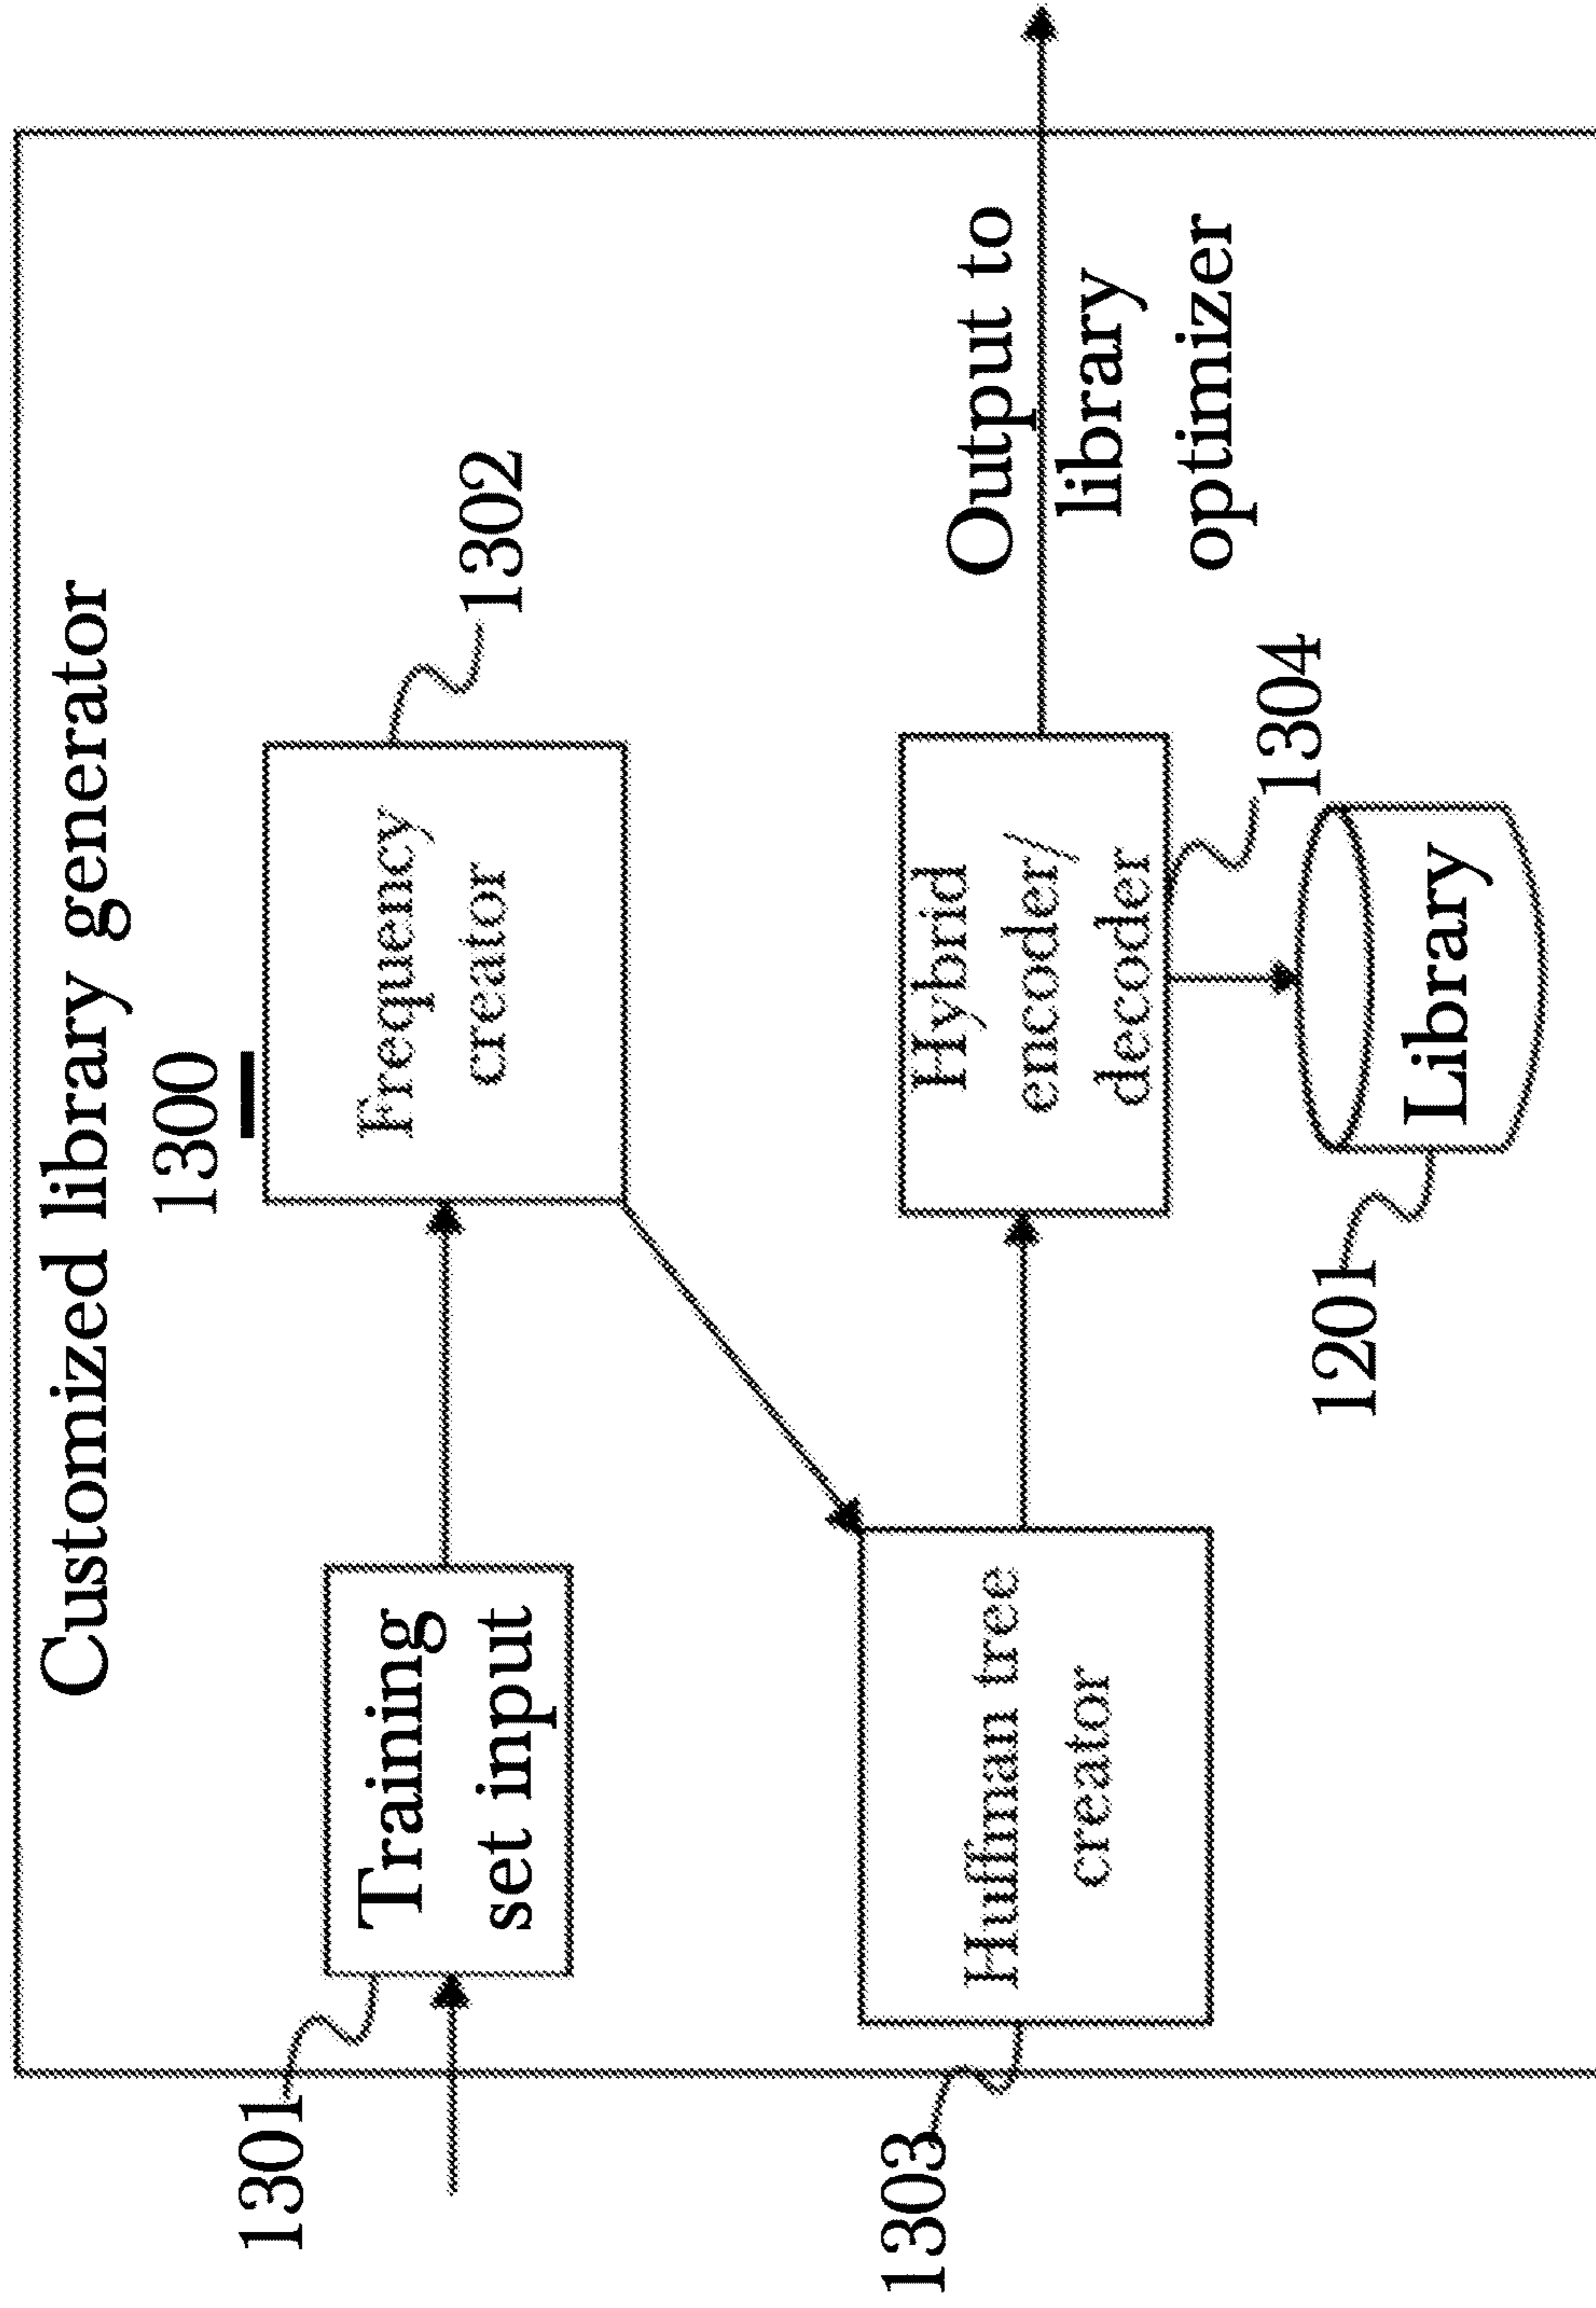 Customized library generator
1300
1301
Training
set input
Frequency
creator
1302
1303
Huffman tree
creator
Hybrid
encoder/
decoder
1304
Output to
library
optimizer
1201
Library